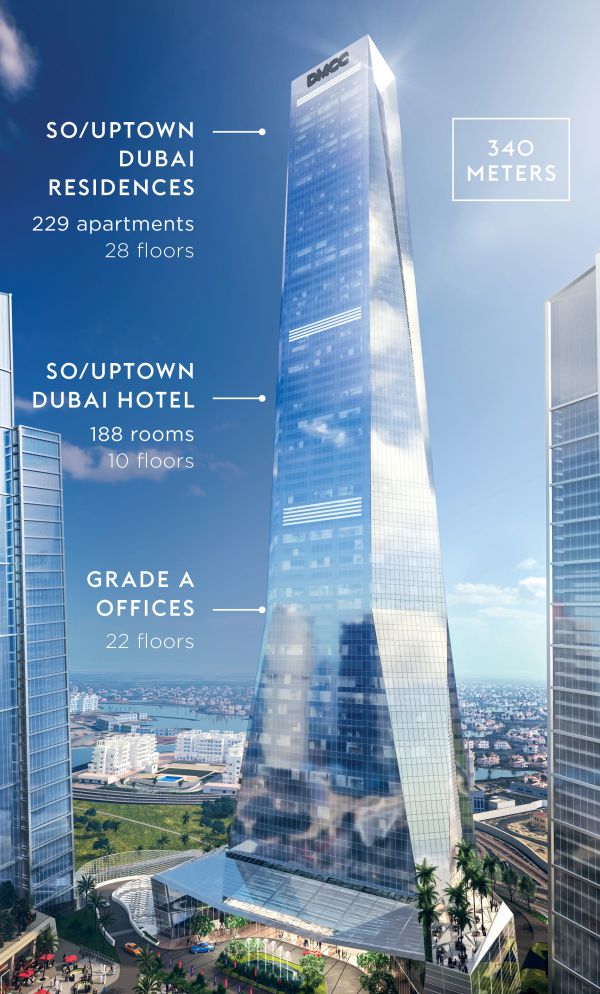 DMCC
SO/UPTOWN
DUBAI
RESIDENCES
229 apartments
28 floors
340
METERS
SO/UPTOWN
DUBAI HOTEL
188 rooms
10 floors
GRADE A
OFFICES
22 floors